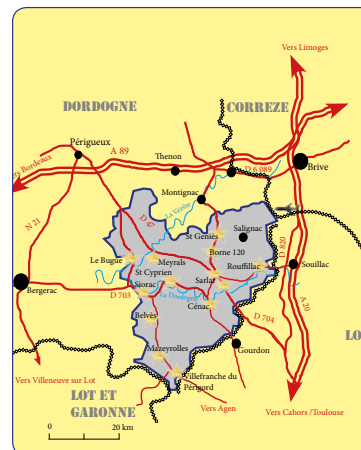 Vers Limoges
DORDOGNE
CORREZE
Périgueux
A 89
Vers Bordeaux
Thenon
D 6 089
Brive
Montignac
La Vézère
N 21
D 47
St Geniès
Salignac
Borne 120
D 820
Le Bugue
Meyrals
Rouffillac
Souillac
St Cyprien
Sarlat
Bergerac
D 703
Siorac
La Dordogne
Cénac
A 20
Belvès
D 704
LO
Gourdon
Mazeyrolles
Vers Villeneuve sur Lot
Villefranche du
Périgord
LOT ET
GARONNE
Vers Agen
Vers Cahors /Toulouse
0 20 km